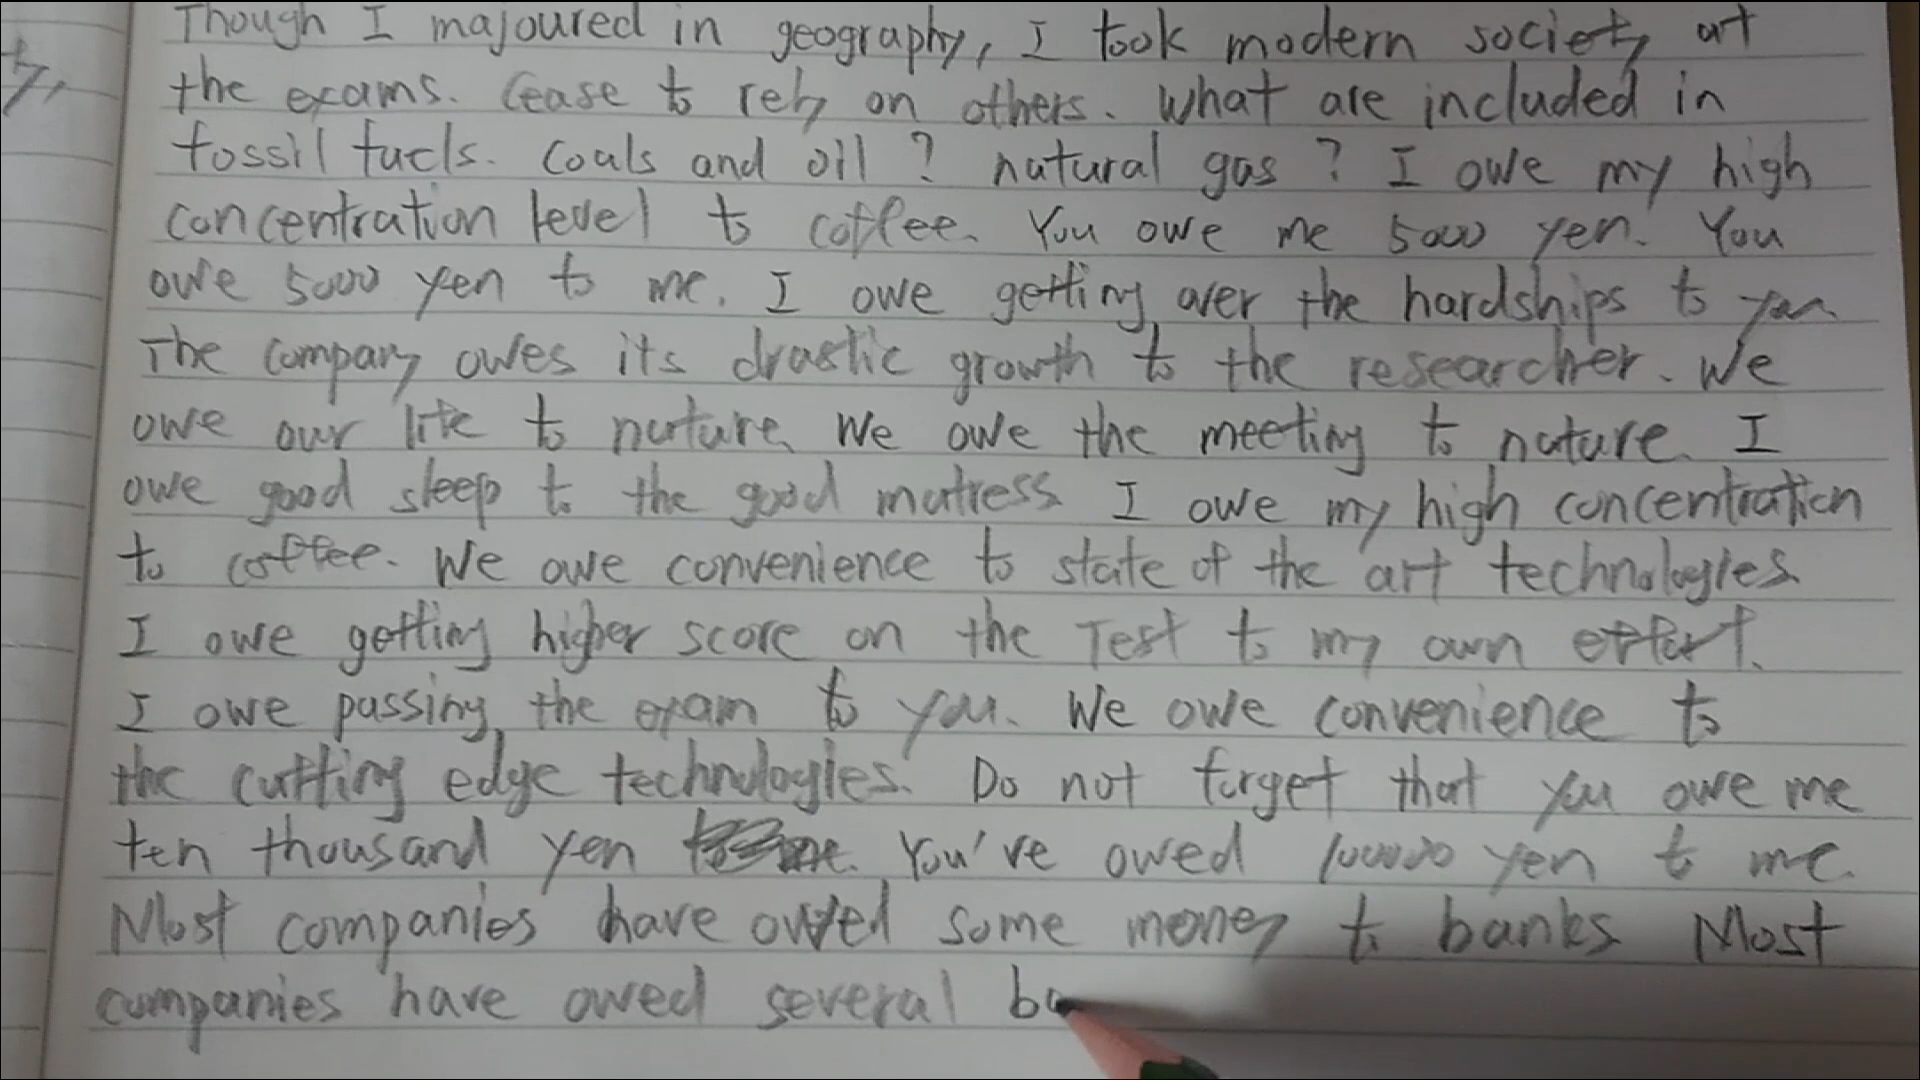 Though I majoured in geography, I took modern society at
the exams. Cease to rely on others. What are included in
fossil fuels. Coals and oil? natural gas? I owe my high
concentration level to coffee. You owe me 5000 yen. You
owe 5000 yen to me. I owe getting over the hardships to you.
The company owes its drastic growth to the researcher. We
owe our life to nature. We owe the meeting to nature. I
owe good sleep to the good matress. I owe my high concentration
to coffee. We owe convenience to state of the art technologies.
I owe getting higher score on the Test to my own effort.
I owe passing the exam to you. We owe convenience to
the cutting edge technologies. Do not forget that you owe me
ten thousand yen. You've owed yen to me.
Most companies have owed some money to banks. Most
companies have owed several ba